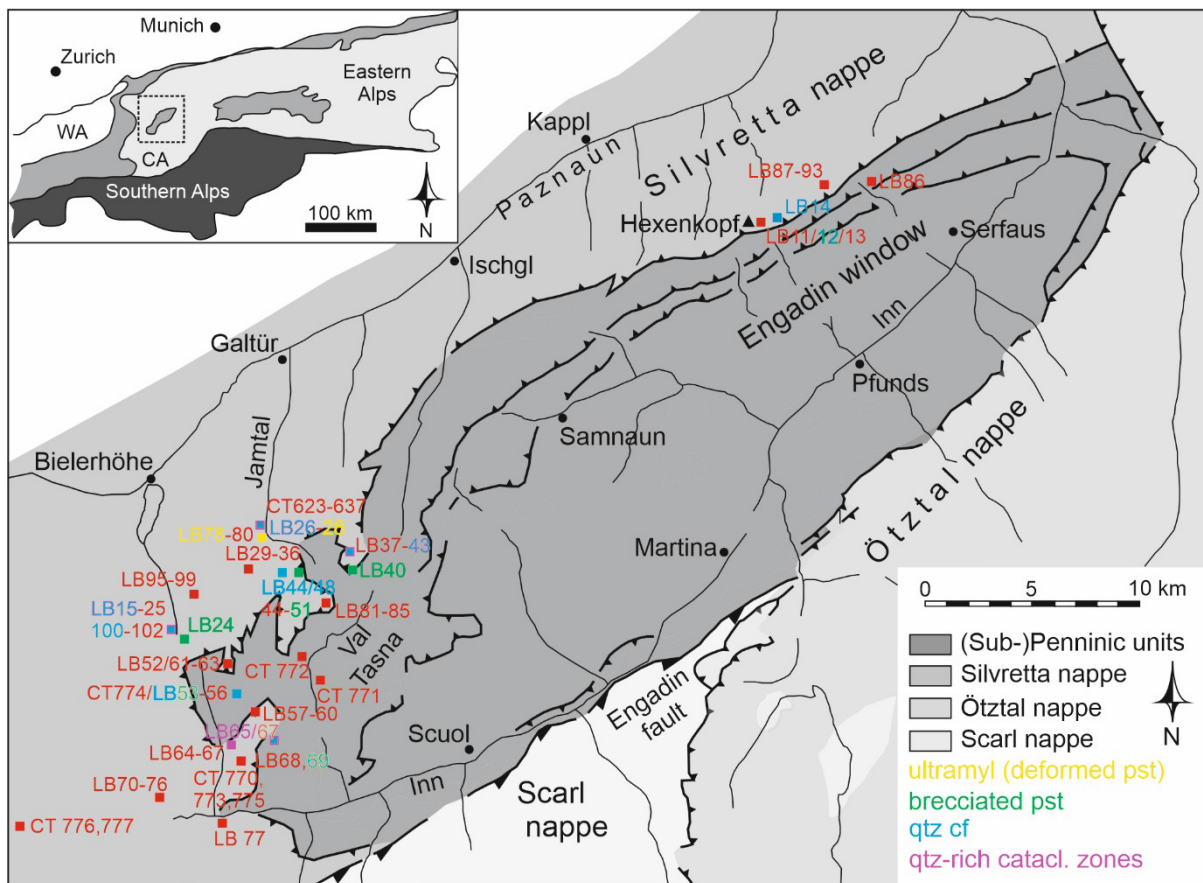 Munich
Zurich
Eastern
Alps
WA
CA
Southern Alps
100 km
N
Kappl
Paznaun
Silvretta nappe
LB87-93
LB86
LB14
Hexenkopf
LB11/12/13
Serfaus
Engadin window
Ischgl
Inn
Galtür
Pfunds
Samnaun
Jamtal
Bielerhöhe
Ötztal nappe
CT623-637
LB26-28
LB78-80
LB37-43
Martina
LB29-36
LB40
LB95-99
LB44/48
44-51
LB81-85
LB15-25
100-102
LB24
Val
Tasna
LB52/61-63
CT 772
CT 771
CT774/LB53-56
LB57-60
LB65/67
Scuol
Engadin
fault
LB64-67
LB68,69
CT 770,
773,775
LB70-76
Inn
Scarl
nappe
CT 776,777
LB 77
0 5 10 km
(Sub-)Penninic units
Silvretta nappe
Ötztal nappe
Scarl nappe
N
ultramyl (deformed pst)
brecciated pst
qtz cf
qtz-rich catacl. zones